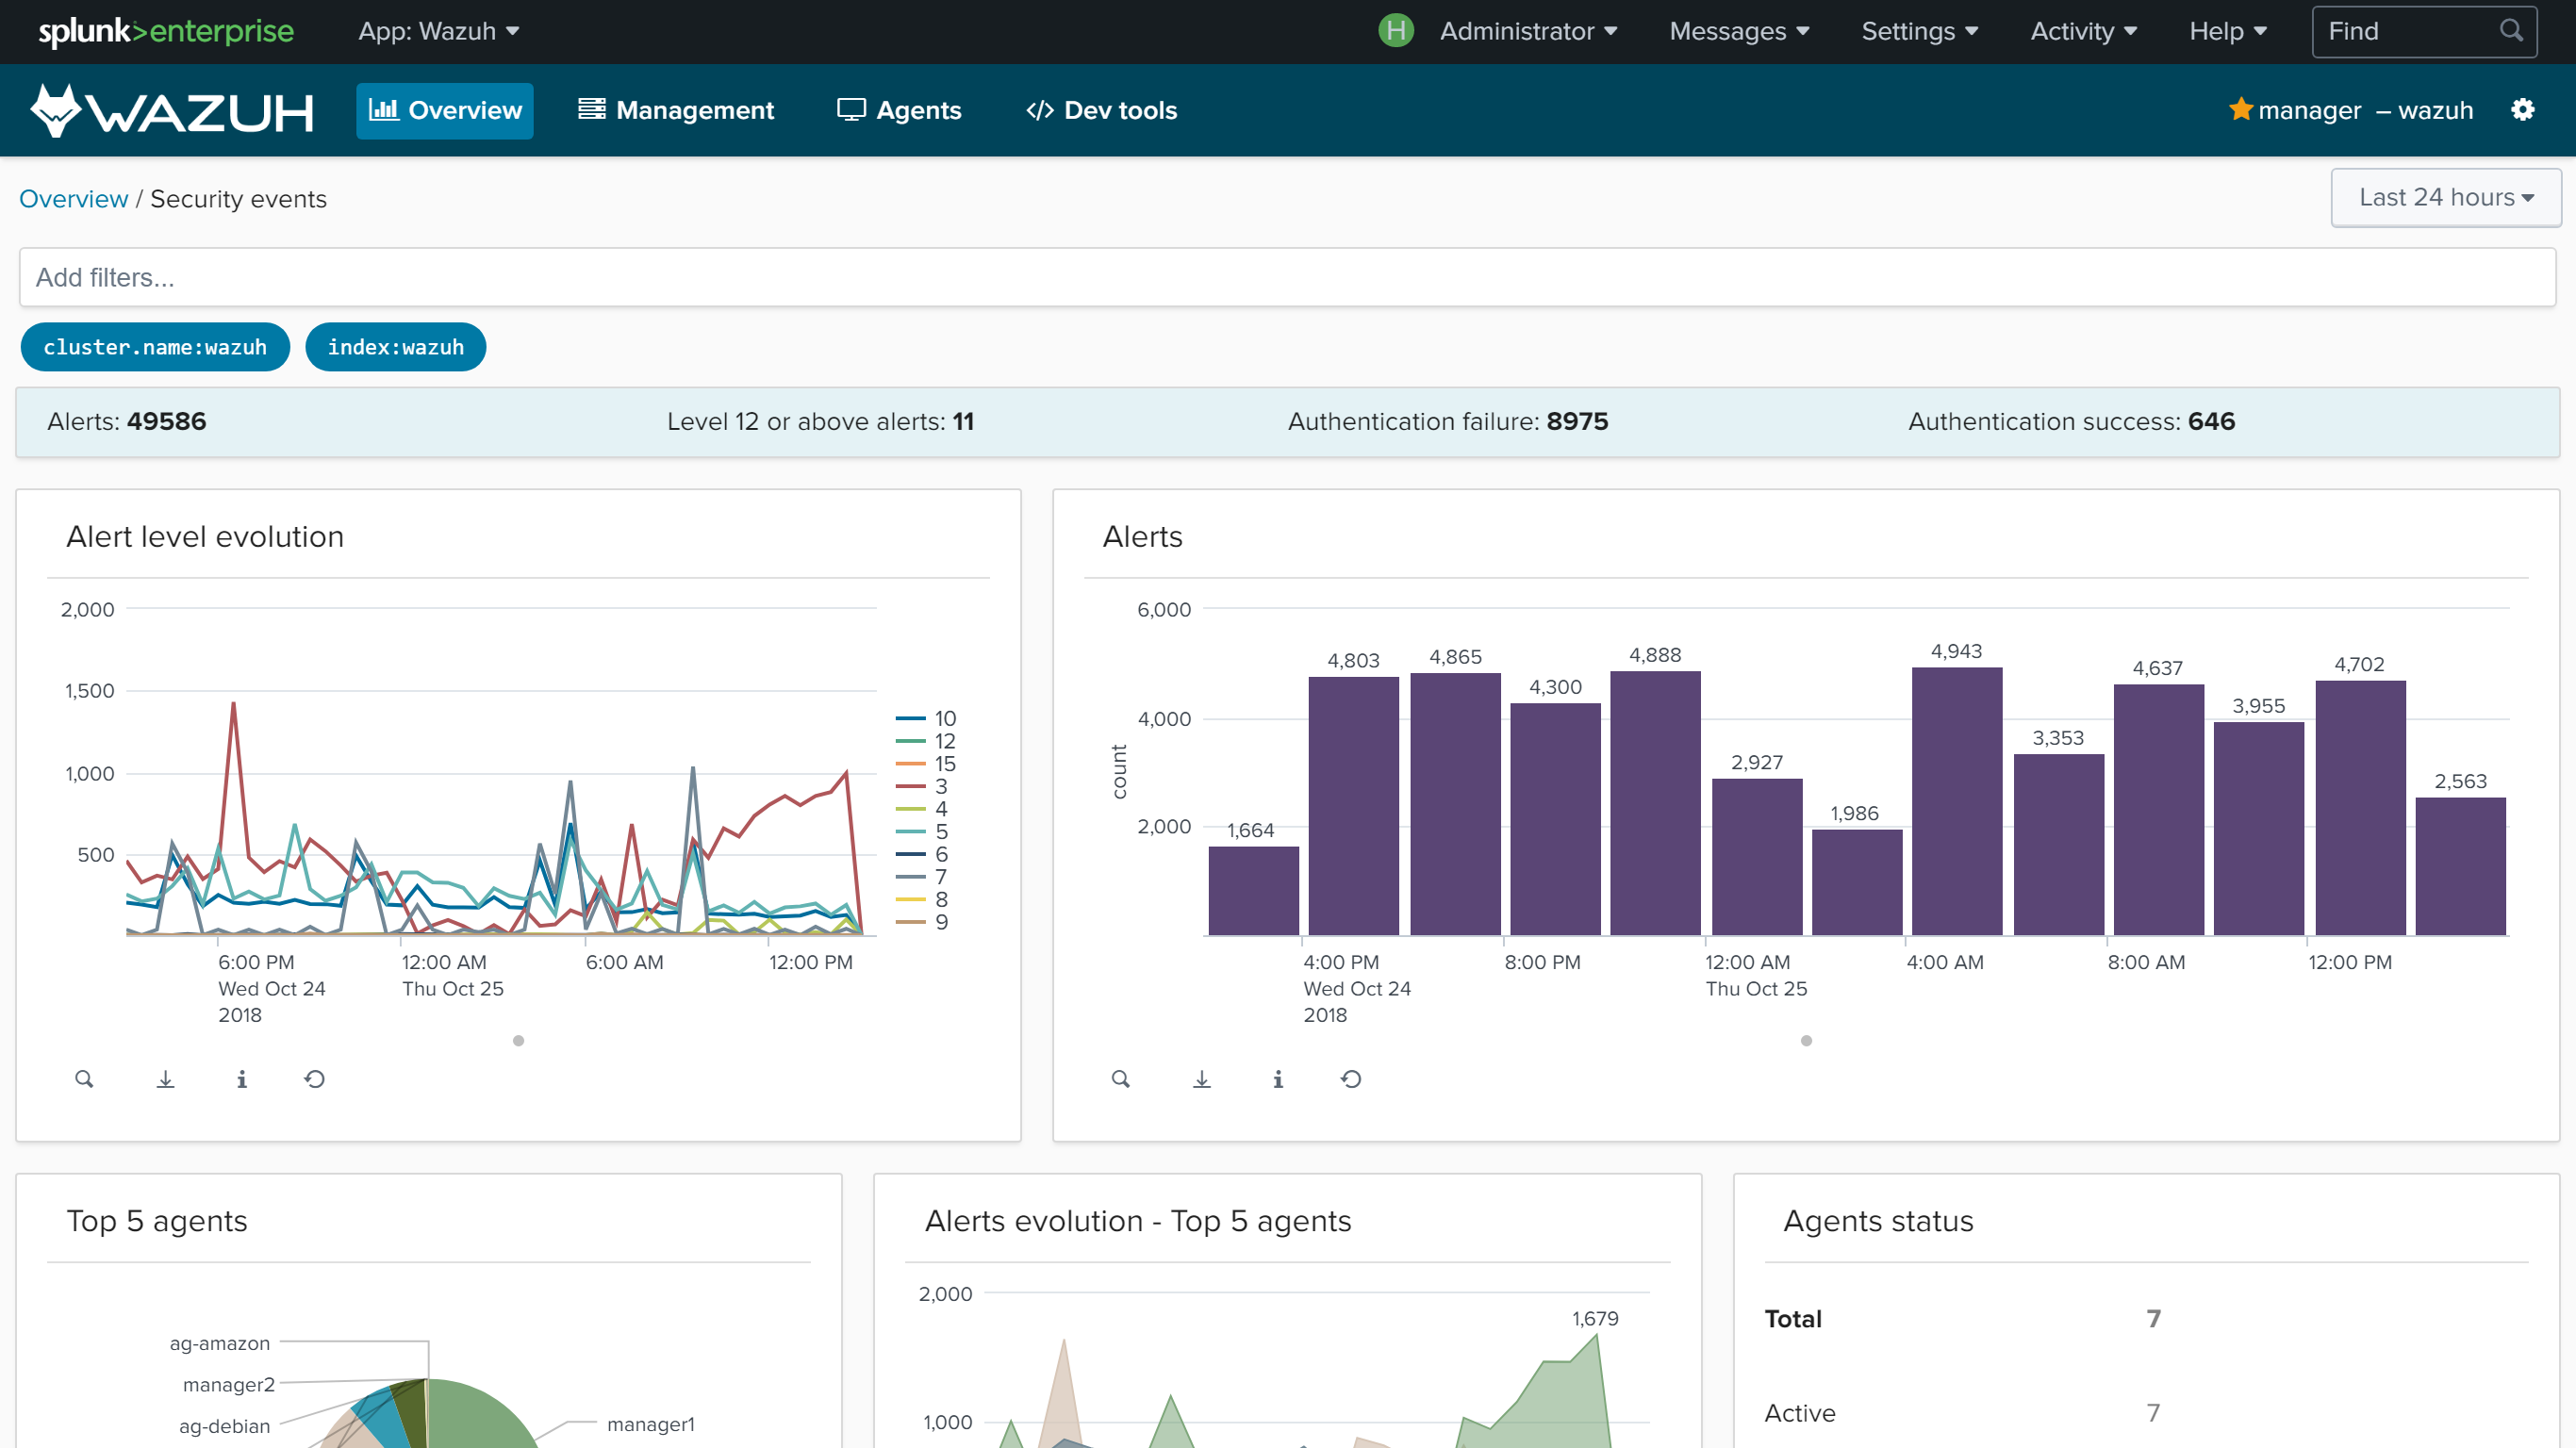 splunk>enterprise App: Wazuh H Administrator Messages Settings Activity Help Find
WAZUH Overview Management Agents Dev tools manager – wazuh
Overview / Security events Last 24 hours
Add filters...
cluster.name:wazuh index:wazuh
Alerts: 49586 Level 12 or above alerts: 11 Authentication failure: 8975 Authentication success: 646
Alert level evolution
2,000
1,500
1,000
500
10
12
15
3
4
5
6
7
8
9
6:00 PM 12:00 AM 6:00 AM 12:00 PM
Wed Oct 24 Thu Oct 25
2018
Alerts
6,000
4,000
2,000
count
1,664 4,803 4,865 4,300 4,888 2,927 1,986 4,943 3,353 4,637 3,955 4,702 2,563
4:00 PM 8:00 PM 12:00 AM 4:00 AM 8:00 AM 12:00 PM
Wed Oct 24 Thu Oct 25
2018
Top 5 agents
ag-amazon
manager2
ag-debian
manager1
Alerts evolution - Top 5 agents
2,000
1,679
1,000
Agents status
Total 7
Active 7